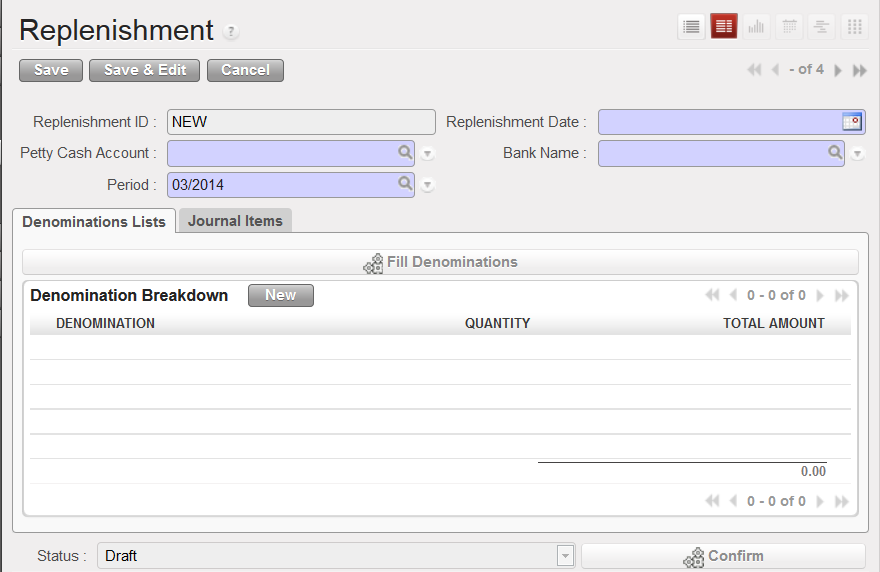 Replenishment ?
Save Save & Edit Cancel - of 4
Replenishment ID : NEW Replenishment Date :
Petty Cash Account : Bank Name :
Period : 03/2014
Denominations Lists Journal Items
Fill Denominations
Denomination Breakdown New 0 - 0 of 0
DENOMINATION QUANTITY TOTAL AMOUNT
0.00
0 - 0 of 0
Status : Draft Confirm